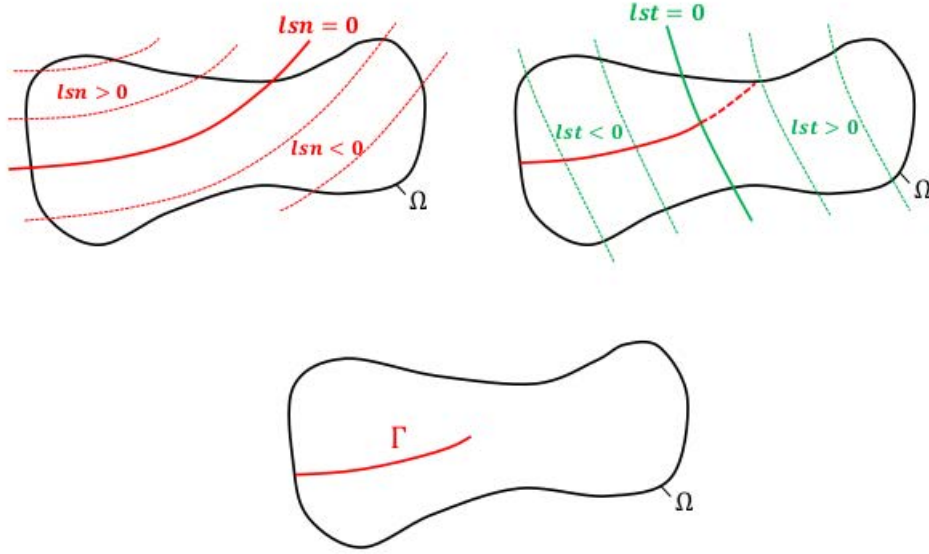 lsn = 0
lsn > 0
lsn < 0
Ω
lst = 0
lst < 0
lst > 0
Ω
Γ
Ω